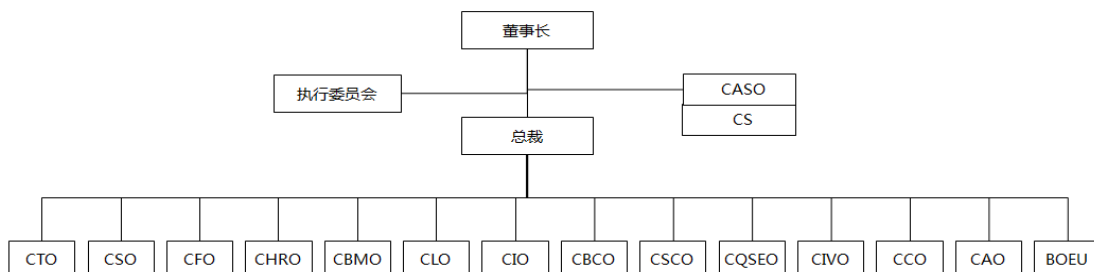 董事长
执行委员会
CASO
CS
总裁
CTO
CSO
CFO
CHRO
CBMO
CLO
CIO
CBCO
CSCO
CQSEO
CIVO
CCO
CAO
BOEU